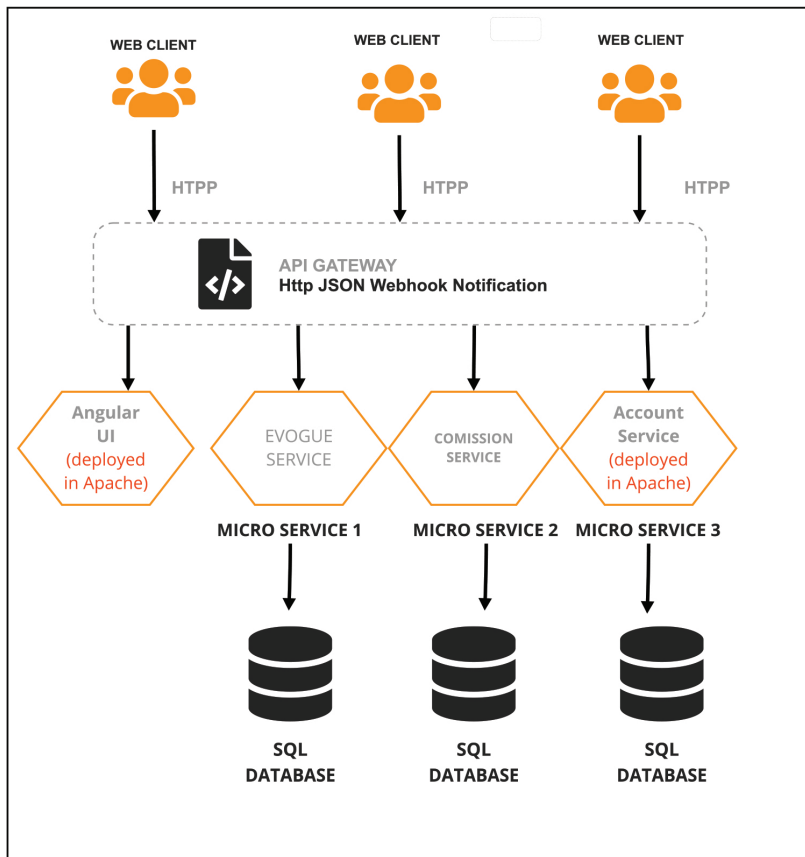 WEB CLIENT
WEB CLIENT
WEB CLIENT
HTPP
HTPP
HTPP
API GATEWAY
Http JSON Webhook Notification
Angular
UI
(deployed
in Apache)
EVOGUE
SERVICE
COMISSION
SERVICE
Account
Service
(deployed
in Apache)
MICRO SERVICE 1
MICRO SERVICE 2
MICRO SERVICE 3
SQL
DATABASE
SQL
DATABASE
SQL
DATABASE